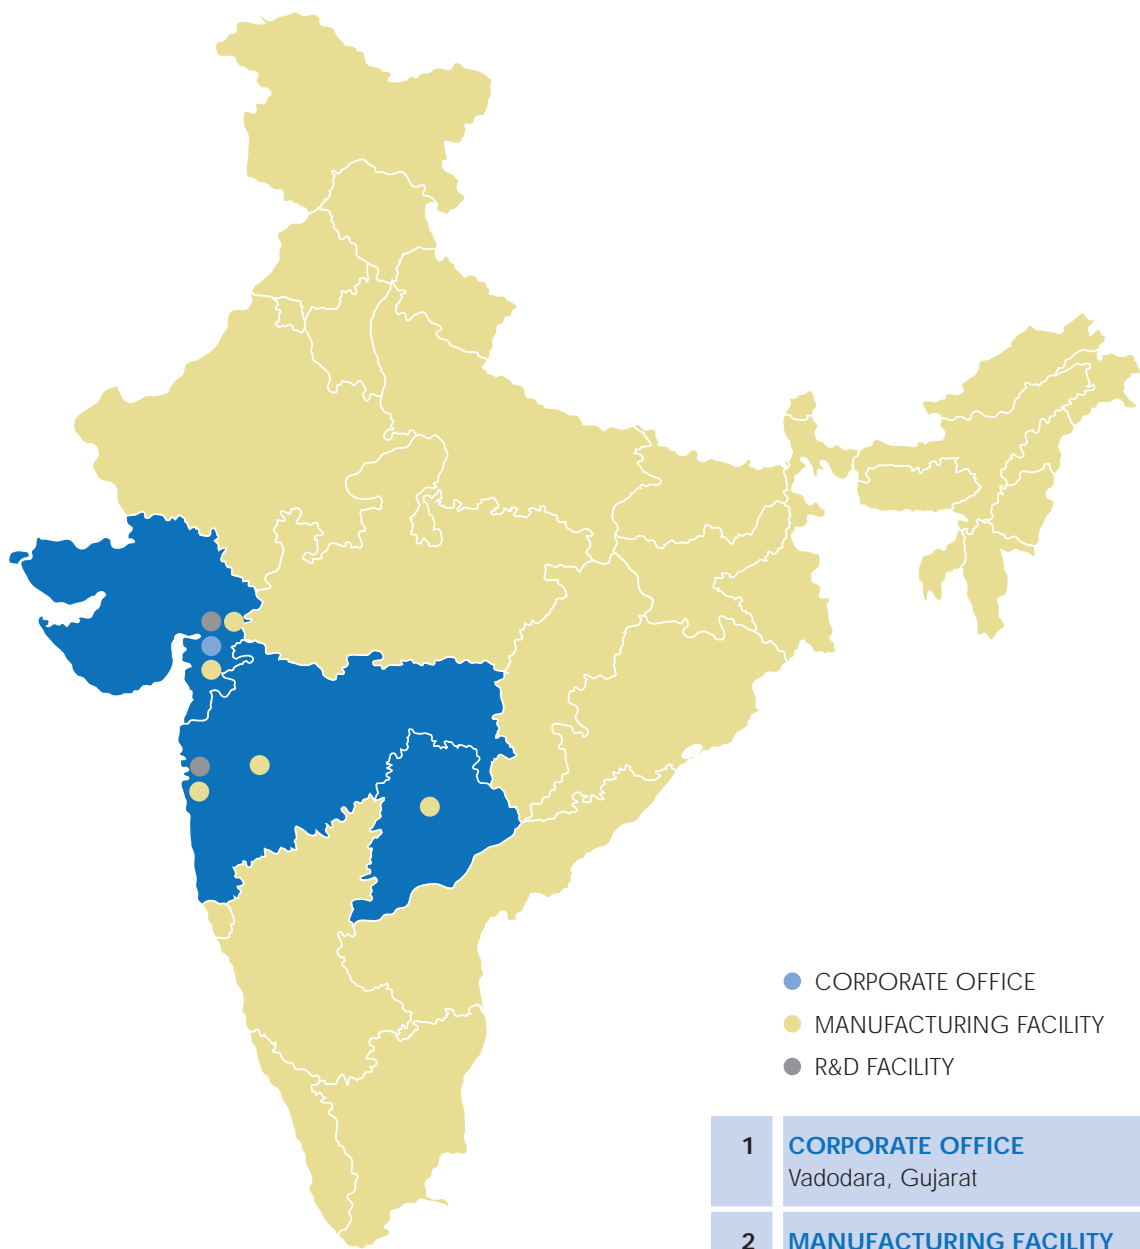 CORPORATE OFFICE
MANUFACTURING FACILITY
R&D FACILITY
1 CORPORATE OFFICE
Vadodara, Gujarat
2 MANUFACTURING FACILITY